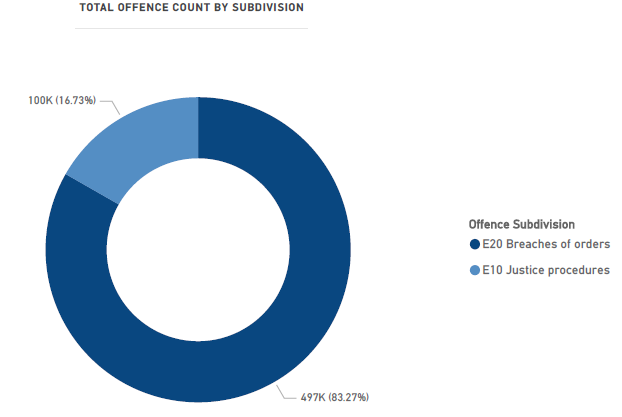 TOTAL OFFENCE COUNT BY SUBDIVISION
100K (16.73%)
Offence Subdivision
E20 Breaches of orders
E10 Justice procedures
497K (83.27%)